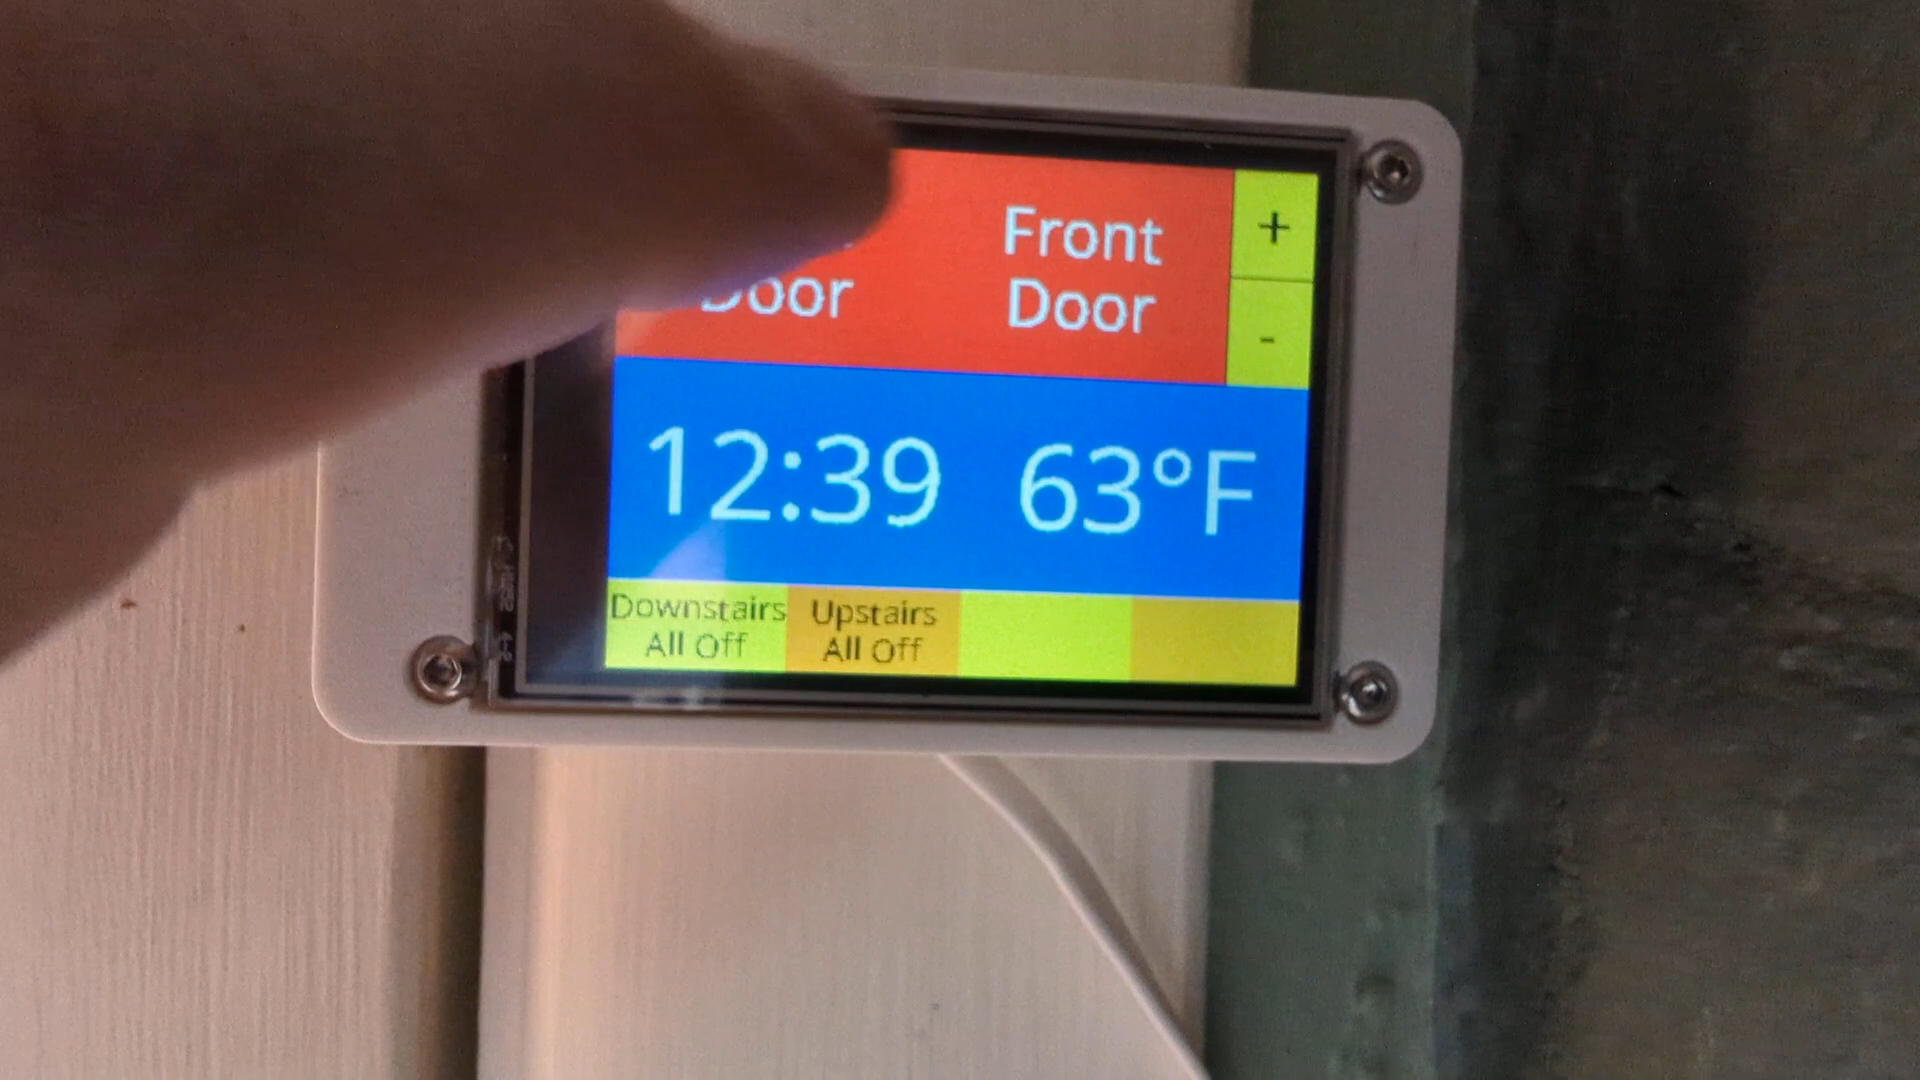 Front
Door
Door
+
-
12:39
63°F
Downstairs
All Off
Upstairs
All Off